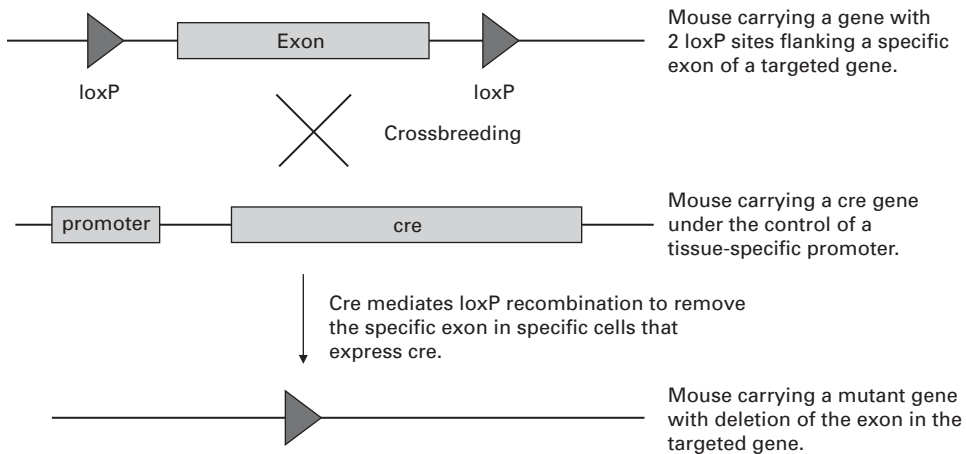 Exon
loxP
loxP
Mouse carrying a gene with
2 loxP sites flanking a specific
exon of a targeted gene.
Crossbreeding
promoter
cre
Mouse carrying a cre gene
under the control of a
tissue-specific promoter.
Cre mediates loxP recombination to remove
the specific exon in specific cells that
express cre.
Mouse carrying a mutant gene
with deletion of the exon in the
targeted gene.